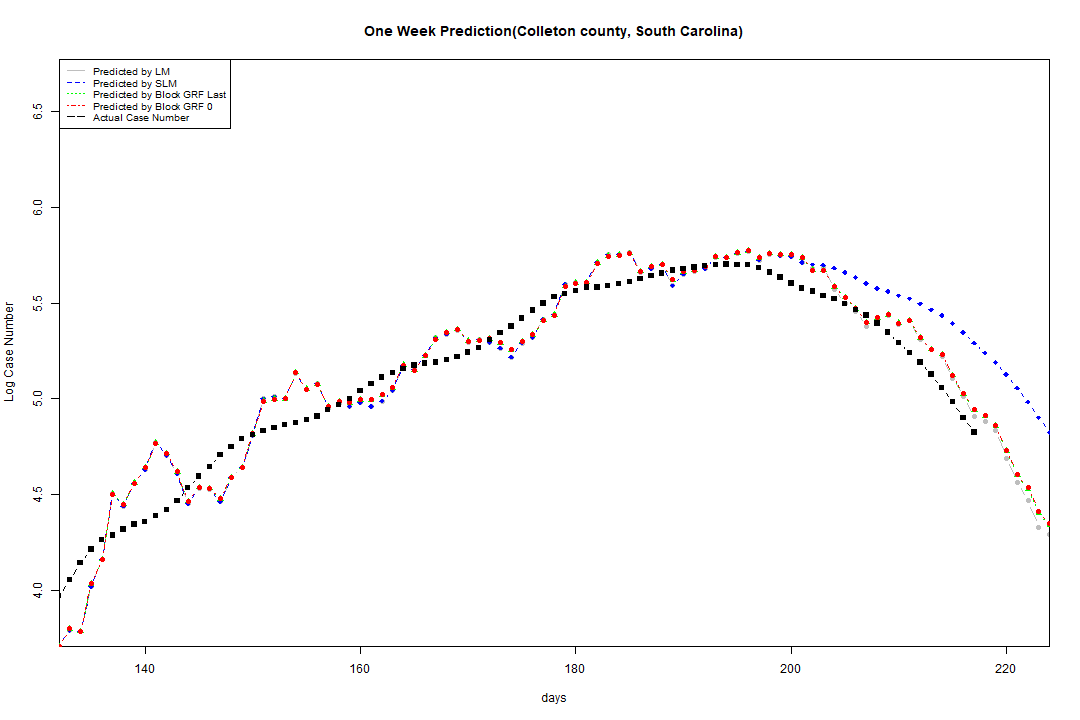 One Week Prediction(Colleton county, South Carolina)
Predicted by LM
Predicted by SLM
Predicted by Block GRF Last
Predicted by Block GRF 0
Actual Case Number
6.5
6.0
5.5
5.0
4.5
4.0
Log Case Number
140 160 180 200 220
days